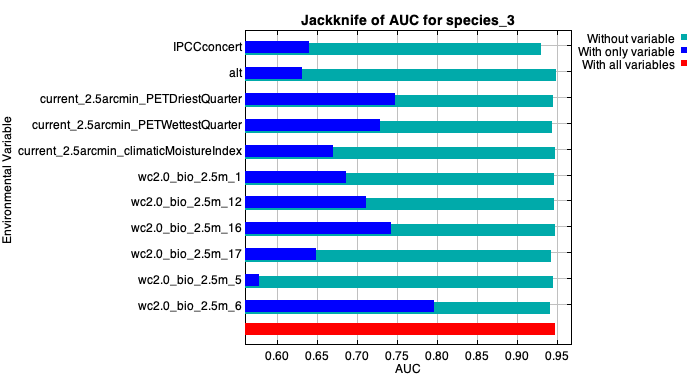 Jackknife of AUC for species_3
Without variable
With only variable
With all variables
Environmental Variable
IPCCconcert
alt
current_2.5arcmin_PETDriestQuarter
current_2.5arcmin_PETWettestQuarter
current_2.5arcmin_climaticMoistureIndex
wc2.0_bio_2.5m_1
wc2.0_bio_2.5m_12
wc2.0_bio_2.5m_16
wc2.0_bio_2.5m_17
wc2.0_bio_2.5m_5
wc2.0_bio_2.5m_6
0.60 0.65 0.70 0.75 0.80 0.85 0.90 0.95
AUC